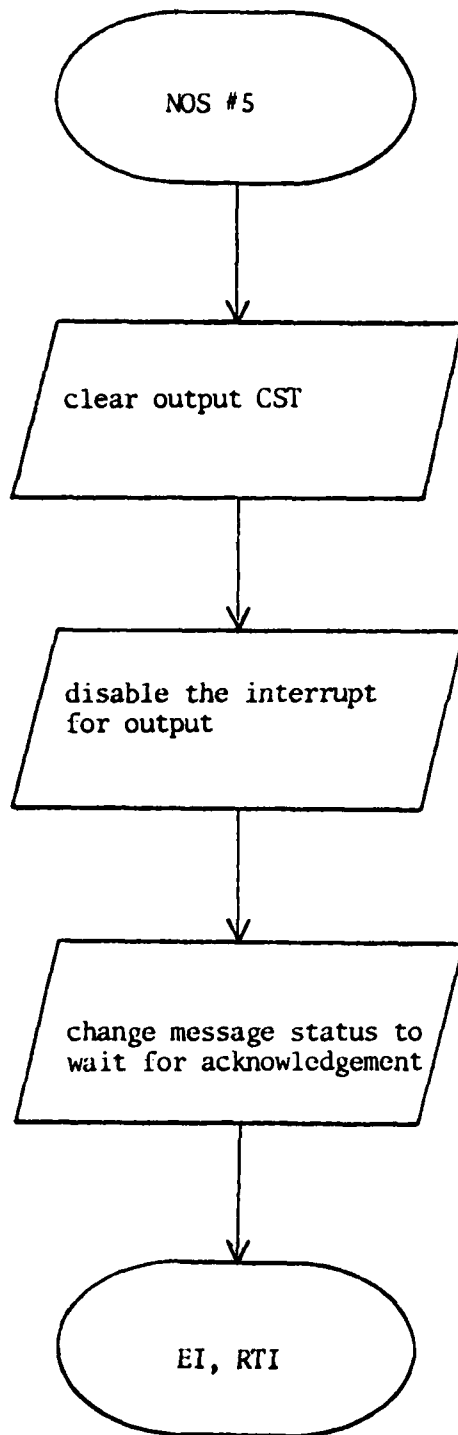 NOS #5
clear output CST
disable the interrupt
for output
change message status to
wait for acknowledgement
EI, RTI